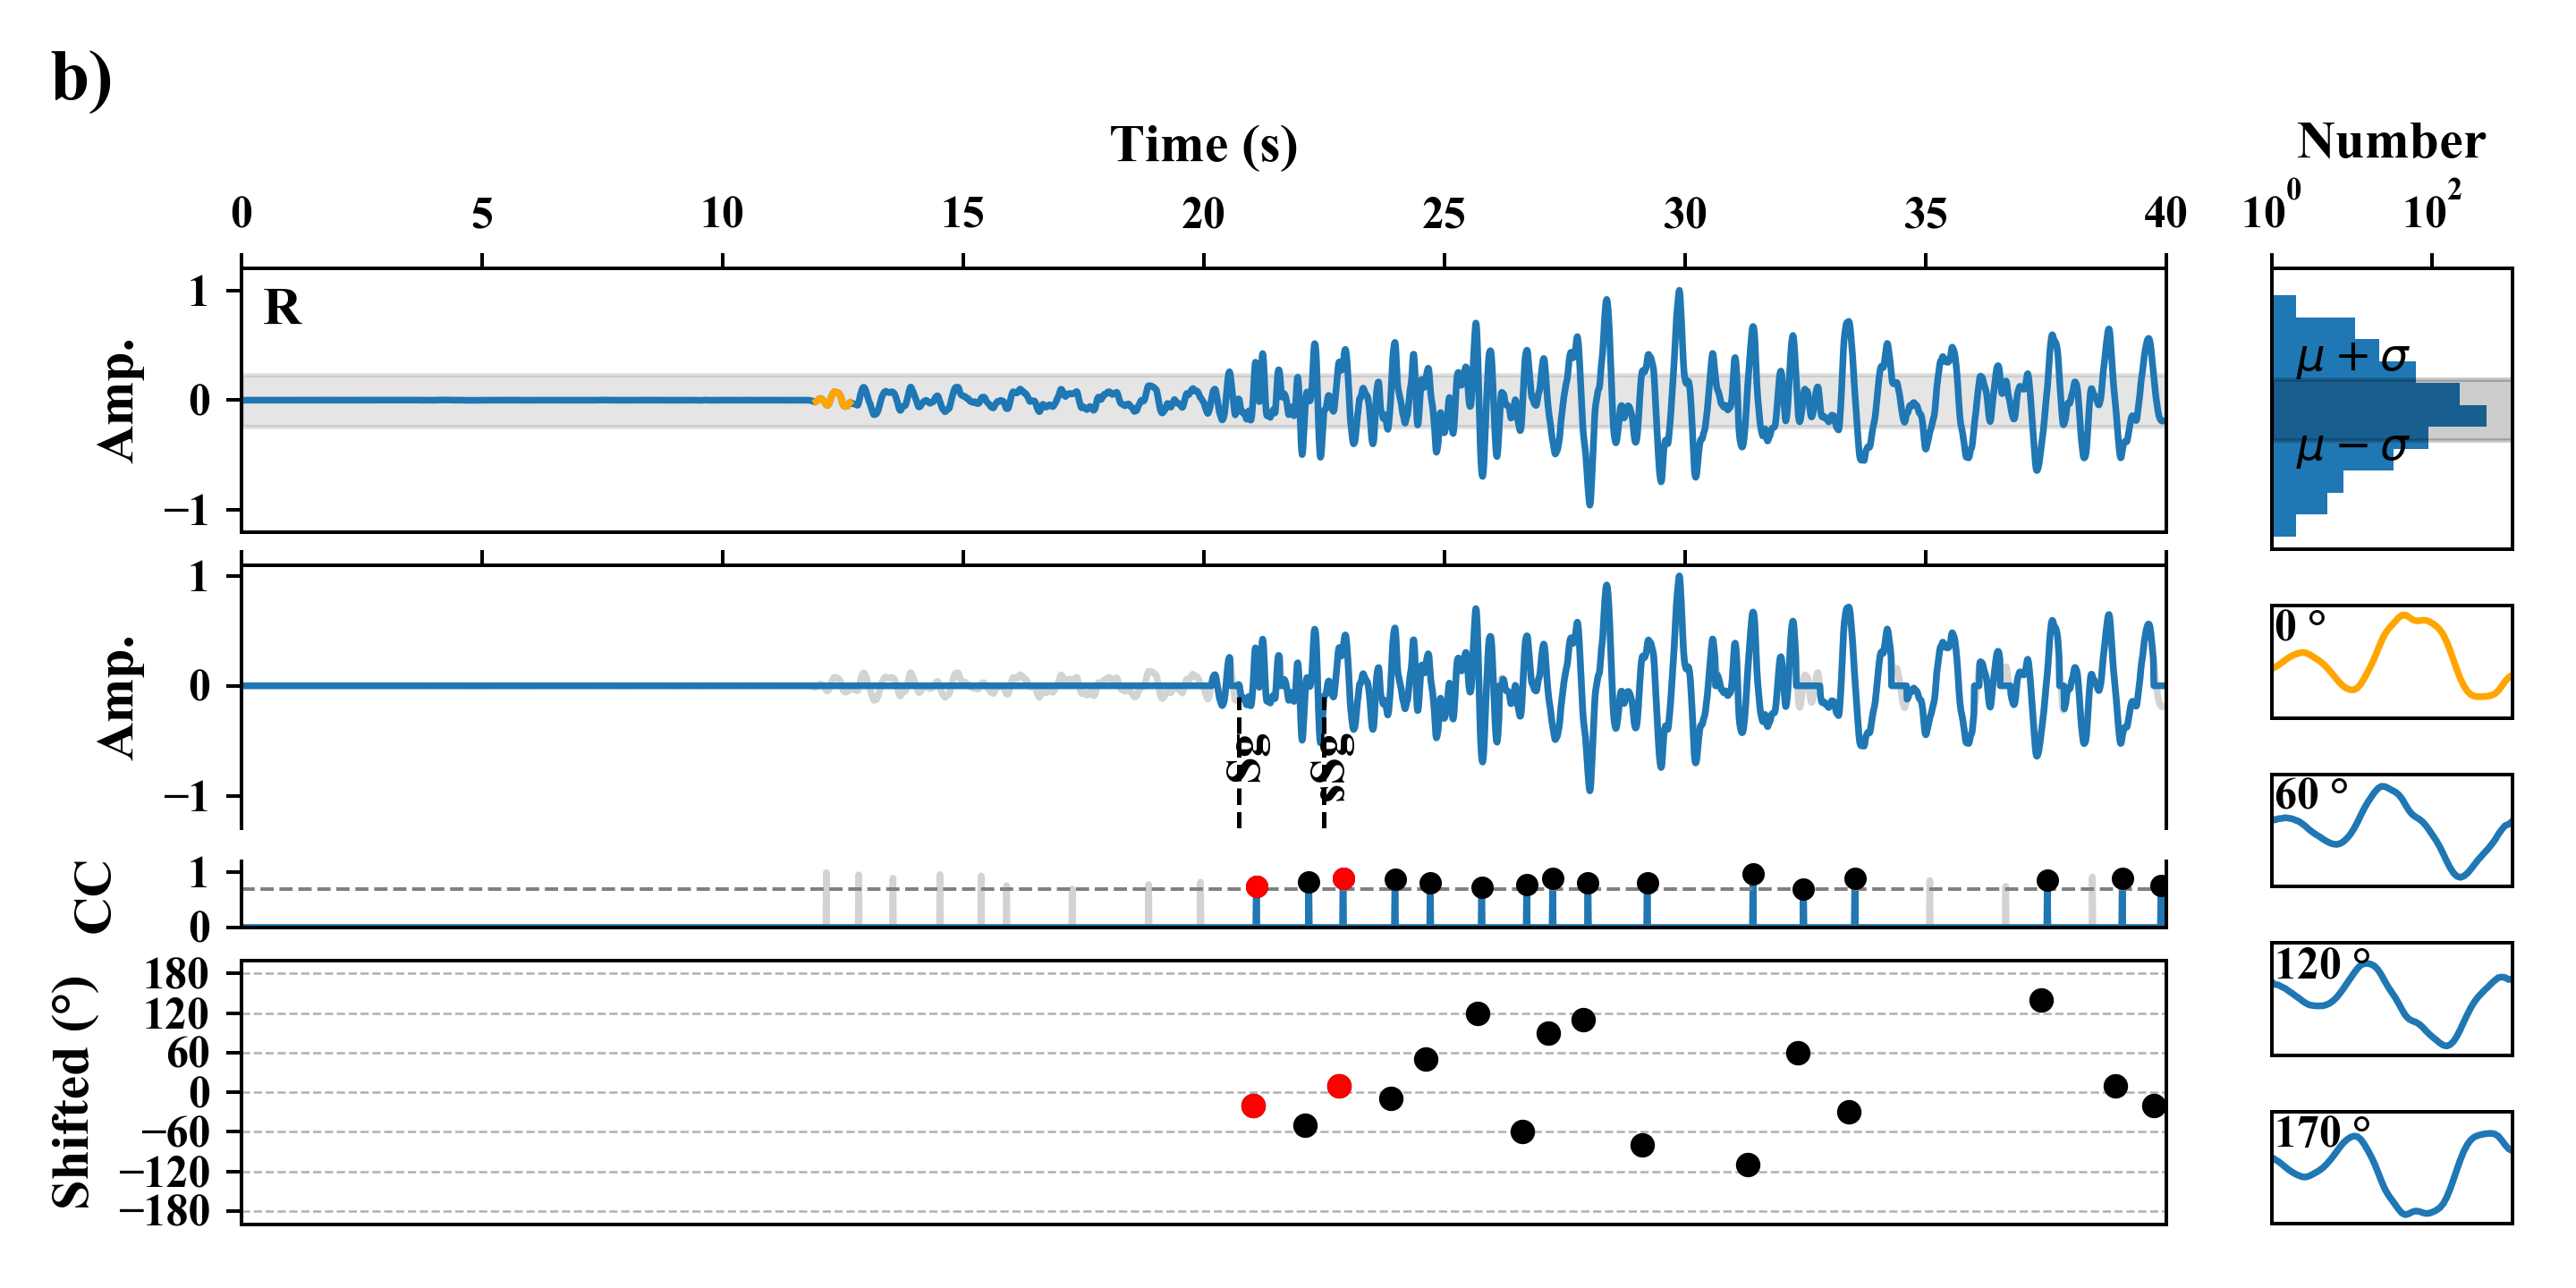 b)
Time (s)
Number
0 5 10 15 20 25 30 35 40
10^0 10^2
R
Amp.
1
0
−1
μ + σ
μ − σ
Amp.
1
0
−1
Sg
sSg
0 °
60 °
CC
1
0
120 °
Shifted (°)
180
120
60
0
−60
−120
−180
170 °